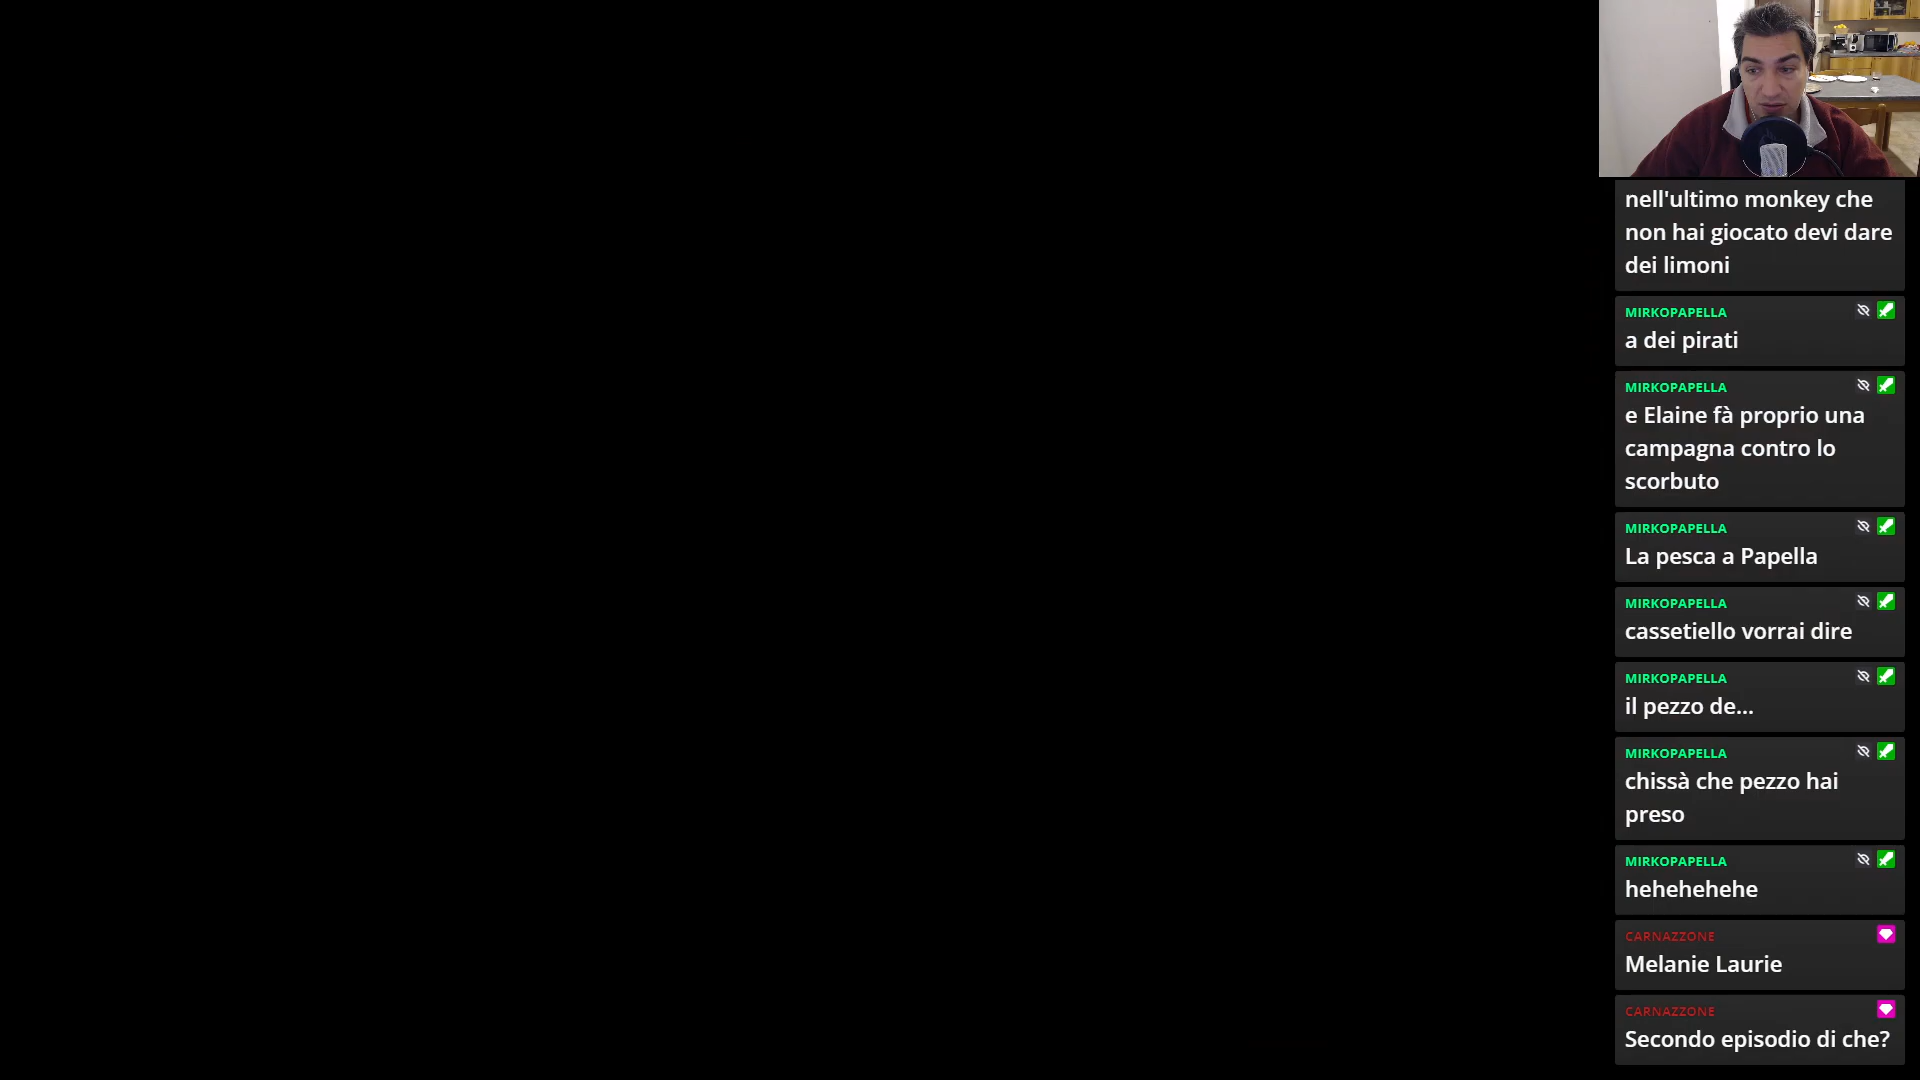 nell'ultimo monkey che
non hai giocato devi dare
dei limoni
MIRKOPAPELLA
a dei pirati
MIRKOPAPELLA
e Elaine fà proprio una
campagna contro lo
scorbuto
MIRKOPAPELLA
La pesca a Papella
MIRKOPAPELLA
cassetiello vorrai dire
MIRKOPAPELLA
il pezzo de...
MIRKOPAPELLA
chissà che pezzo hai
preso
MIRKOPAPELLA
hehehehehe
CARNAZZONE
Melanie Laurie
CARNAZZONE
Secondo episodio di che?